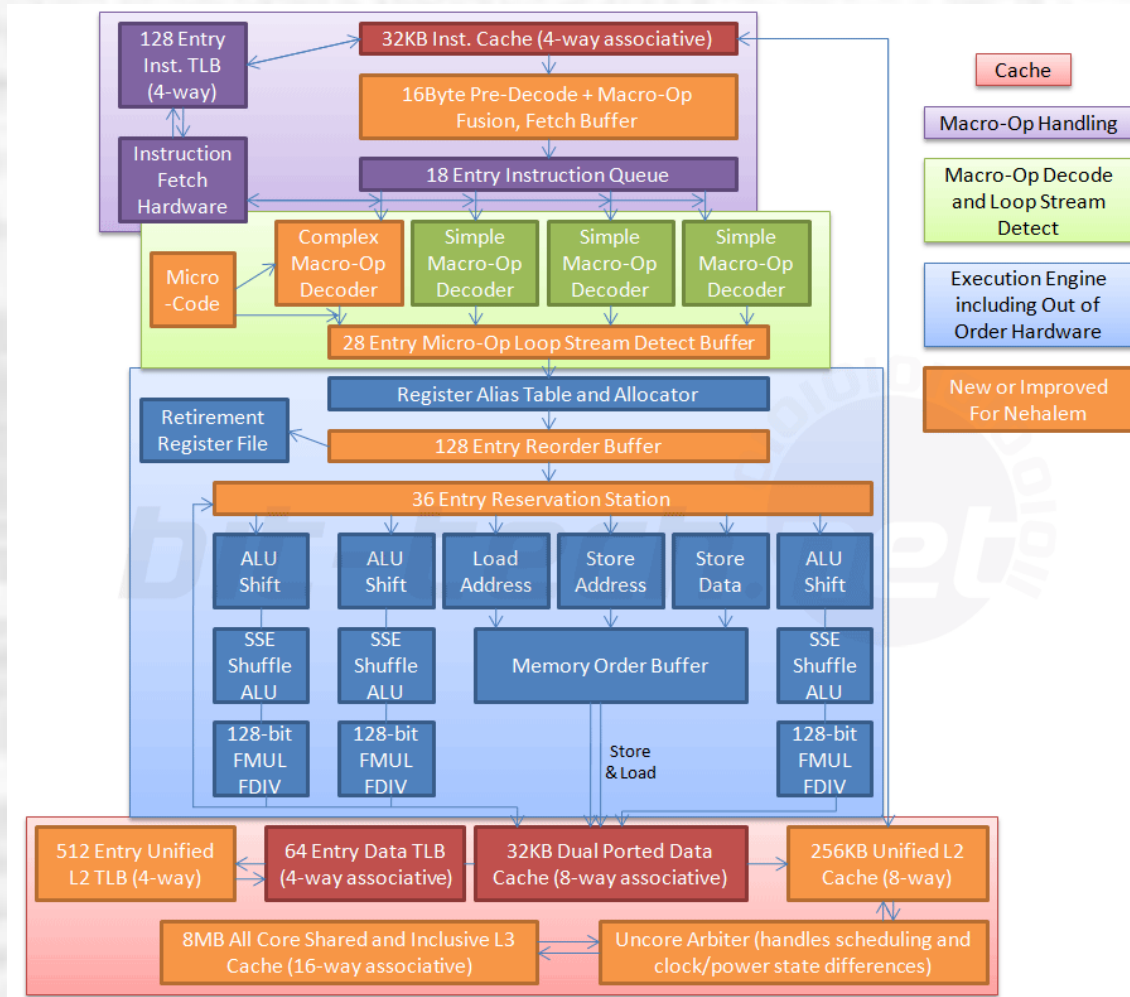 128 Entry
Inst. TLB
(4-way)
32KB Inst. Cache (4-way associative)
16Byte Pre-Decode + Macro-Op
Fusion, Fetch Buffer
Instruction
Fetch
Hardware
18 Entry Instruction Queue
Cache
Macro-Op Handling
Macro-Op Decode
and Loop Stream
Detect
Execution Engine
including Out of
Order Hardware
New or Improved
For Nehalem
Micro
-Code
Complex
Macro-Op
Decoder
Simple
Macro-Op
Decoder
Simple
Macro-Op
Decoder
Simple
Macro-Op
Decoder
28 Entry Micro-Op Loop Stream Detect Buffer
Register Alias Table and Allocator
Retirement
Register File
128 Entry Reorder Buffer
36 Entry Reservation Station
ALU
Shift
ALU
Shift
Load
Address
Store
Address
Store
Data
ALU
Shift
SSE
Shuffle
ALU
SSE
Shuffle
ALU
Memory Order Buffer
SSE
Shuffle
ALU
128-bit
FMUL
FDIV
128-bit
FMUL
FDIV
Store
& Load
128-bit
FMUL
FDIV
512 Entry Unified
L2 TLB (4-way)
64 Entry Data TLB
(4-way associative)
32KB Dual Ported Data
Cache (8-way associative)
256KB Unified L2
Cache (8-way)
8MB All Core Shared and Inclusive L3
Cache (16-way associative)
Uncore Arbiter (handles scheduling and
clock/power state differences)
bit-tech.net